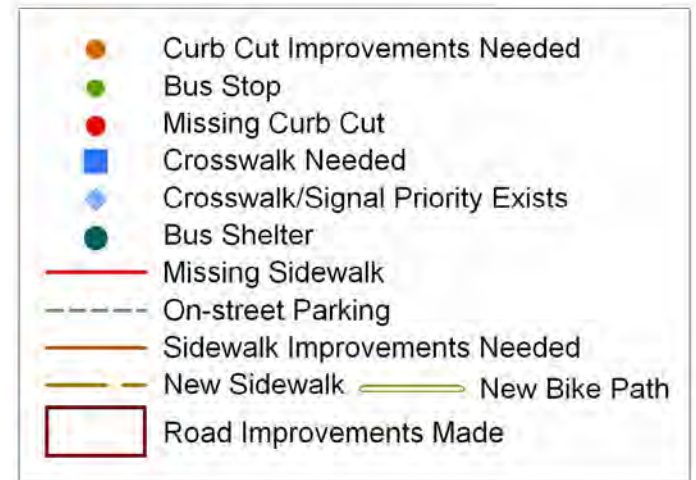 Curb Cut Improvements Needed
Bus Stop
Missing Curb Cut
Crosswalk Needed
Crosswalk/Signal Priority Exists
Bus Shelter
Missing Sidewalk
On-street Parking
Sidewalk Improvements Needed
New Sidewalk New Bike Path
Road Improvements Made